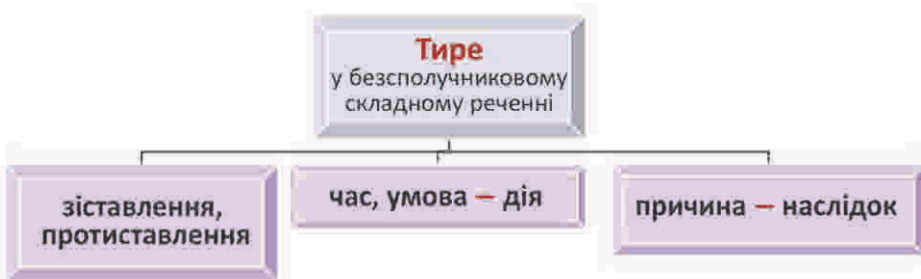 Тире
у безсполучниковому
складному реченні
зіставлення,
протиставлення
час, умова – дія
причина – наслідок